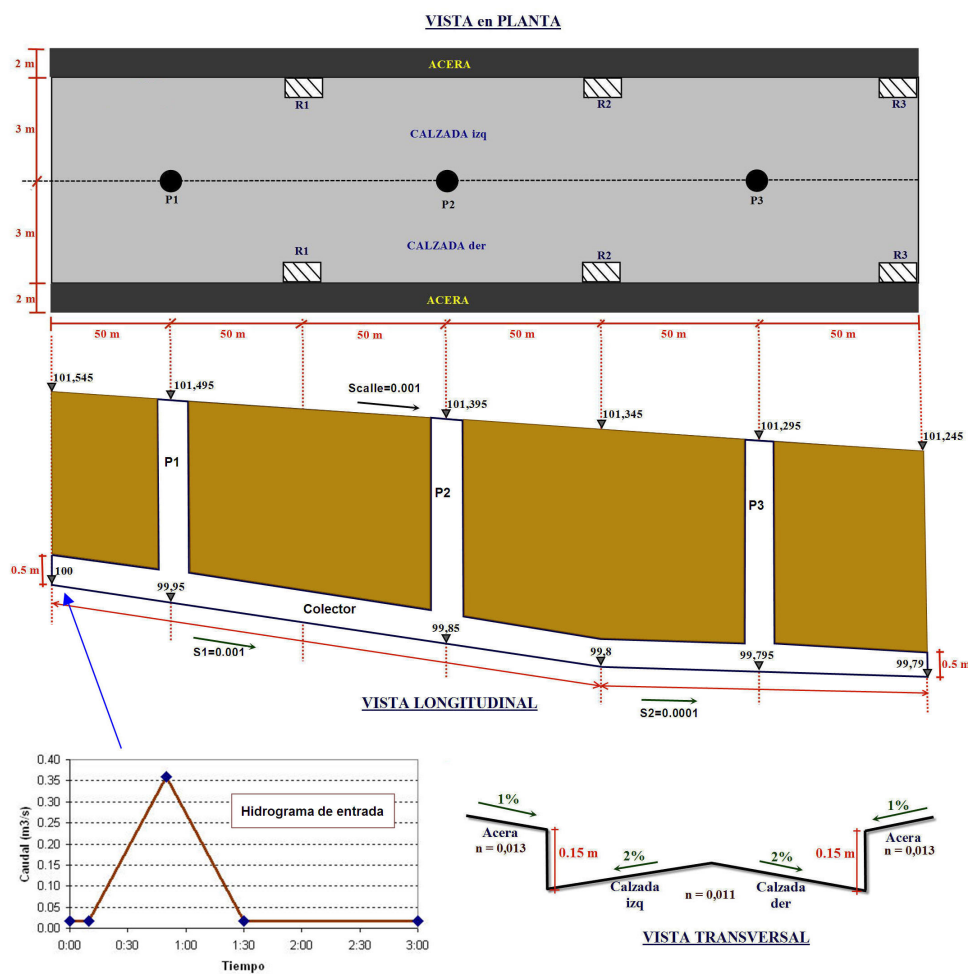 VISTA en PLANTA
2 m
ACERA
3 m
R1
R2
R3
CALZADA izq
P1
P2
P3
3 m
CALZADA der
R1
R2
R3
2 m
ACERA
50 m
50 m
50 m
50 m
50 m
50 m
101,545
101,495
Scalle=0.001
101,395
101,345
101,295
101,245
P1
P2
P3
0.5 m
100
99,95
Colector
99,85
99,8
99,795
99,79
0.5 m
S1=0.001
VISTA LONGITUDINAL
S2=0.0001
0.40
0.35
0.30
0.25
0.20
0.15
0.10
0.05
0.00
Caudal (m3/s)
Hidrograma de entrada
0:00
0:30
1:00
1:30
2:00
2:30
3:00
Tiempo
1%
1%
Acera
n = 0,013
Acera
n = 0,013
0.15 m
0.15 m
2%
2%
Calzada
izq
n = 0,011
Calzada
der
VISTA TRANSVERSAL